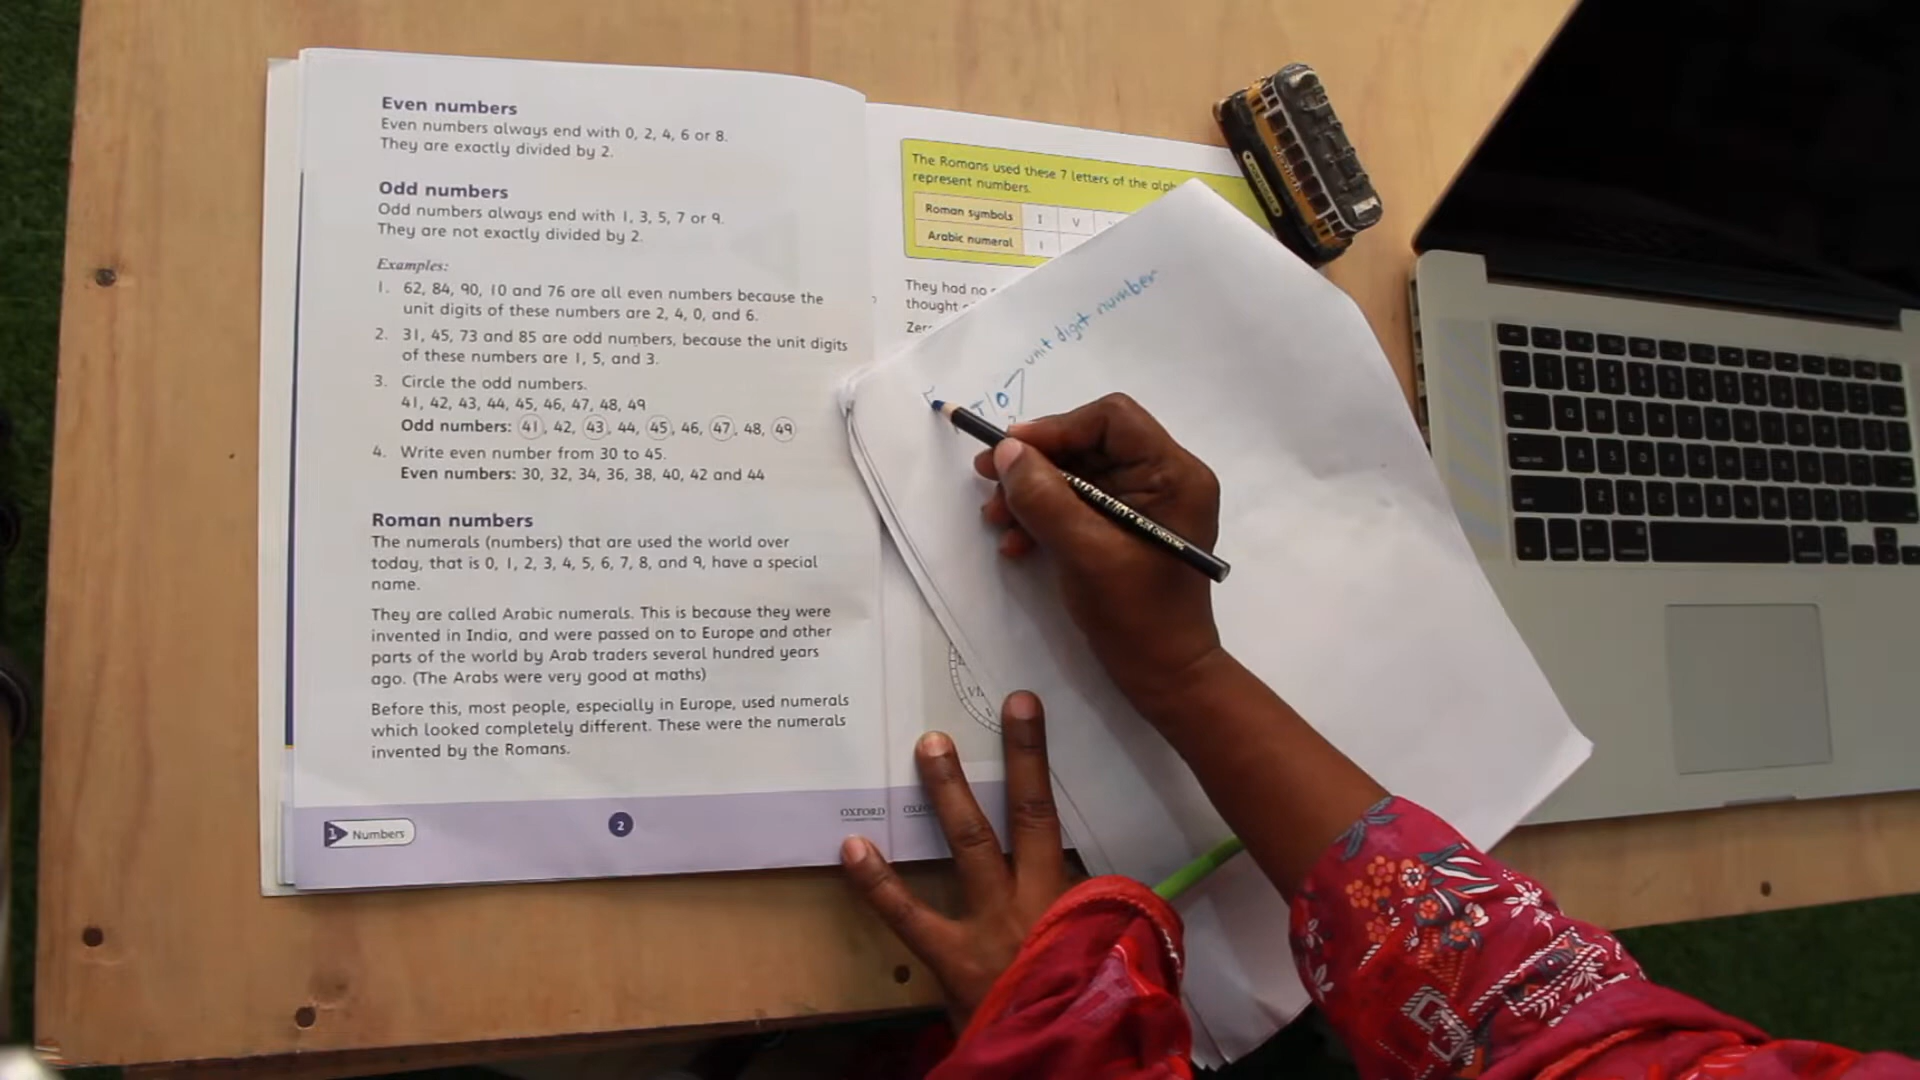 Even numbers
Even numbers always end with 0, 2, 4, 6 or 8.
They are exactly divided by 2.
Odd numbers
Odd numbers always end with 1, 3, 5, 7 or 9.
They are not exactly divided by 2.
Examples:
1. 62, 84, 90, 10 and 76 are all even numbers because the
unit digits of these numbers are 2, 4, 0, and 6.
2. 31, 45, 73 and 85 are odd numbers, because the unit digits
of these numbers are 1, 5, and 3.
3. Circle the odd numbers.
41, 42, 43, 44, 45, 46, 47, 48, 49
Odd numbers: 41, 42, 43, 44, 45, 46, 47, 48, 49
4. Write even number from 30 to 45.
Even numbers: 30, 32, 34, 36, 38, 40, 42 and 44
Roman numbers
The numerals (numbers) that are used the world over
today, that is 0, 1, 2, 3, 4, 5, 6, 7, 8, and 9, have a special
name.
They are called Arabic numerals. This is because they were
invented in India, and were passed on to Europe and other
parts of the world by Arab traders several hundred years
ago. (The Arabs were very good at maths)
Before this, most people, especially in Europe, used numerals
which looked completely different. These were the numerals
invented by the Romans.
1 Numbers
2
OXFORD
The Romans used these 7 letters of the
represent numbers.
Roman symbols I V
Arabic numeral 1
They had no
thought
unit digit number
T/O